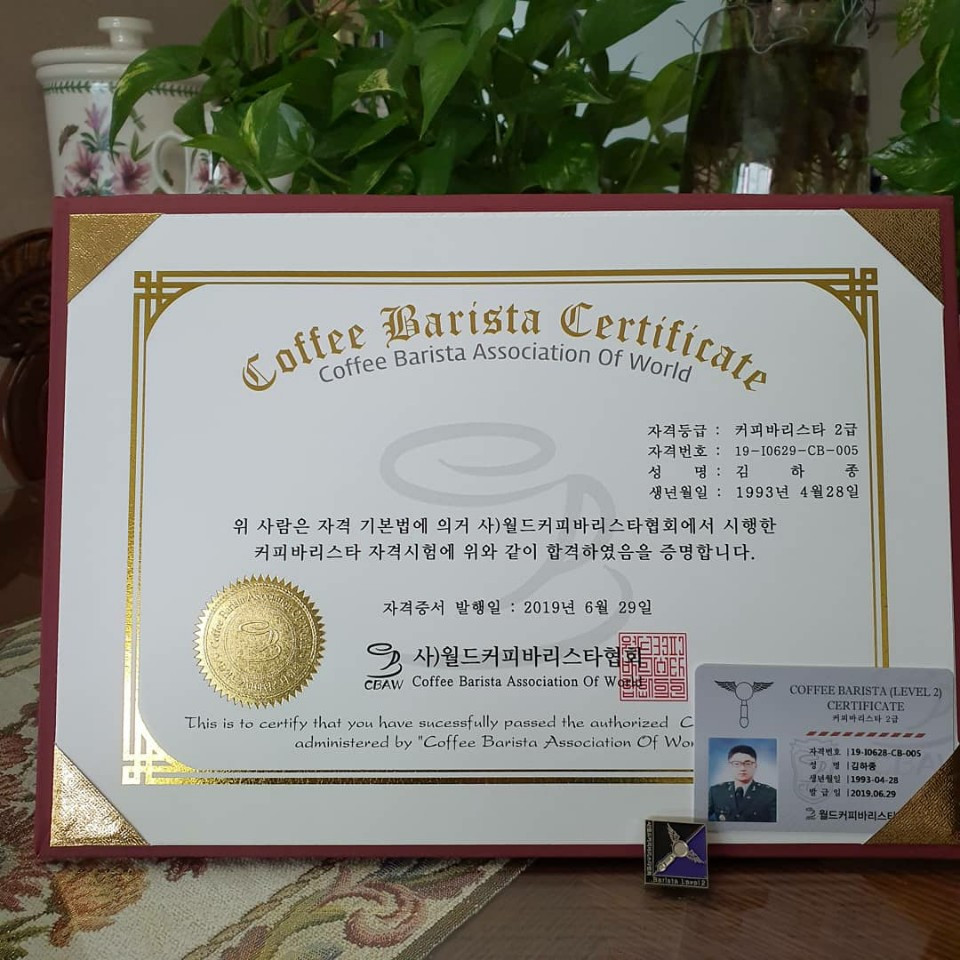 Coffee Barista Certificate
Coffee Barista Association Of World
자격등급 : 커피바리스타 2급
자격번호 : 19-I0629-CB-005
성 명 : 김 하 종
생년월일 : 1993년 4월28일
위 사람은 자격 기본법에 의거 사)월드커피바리스타협회에서 시행한
커피바리스타 자격시험에 위와 같이 합격하였음을 증명합니다.
자격증서 발행일 : 2019년 6월 29일
CBAW
사)월드커피바리스타협회
Coffee Barista Association Of World
This is to certify that you have sucessfully passed the authorized C
administered by "Coffee Barista Association Of Wor
COFFEE BARISTA (LEVEL 2)
CERTIFICATE
커피바리스타 2급
자격번호 | 19-I0628-CB-005
성 명 | 김하종
생년월일 | 1993-04-28
발 급 일 | 2019.06.29
월드커피바리스타
Barista Level 2